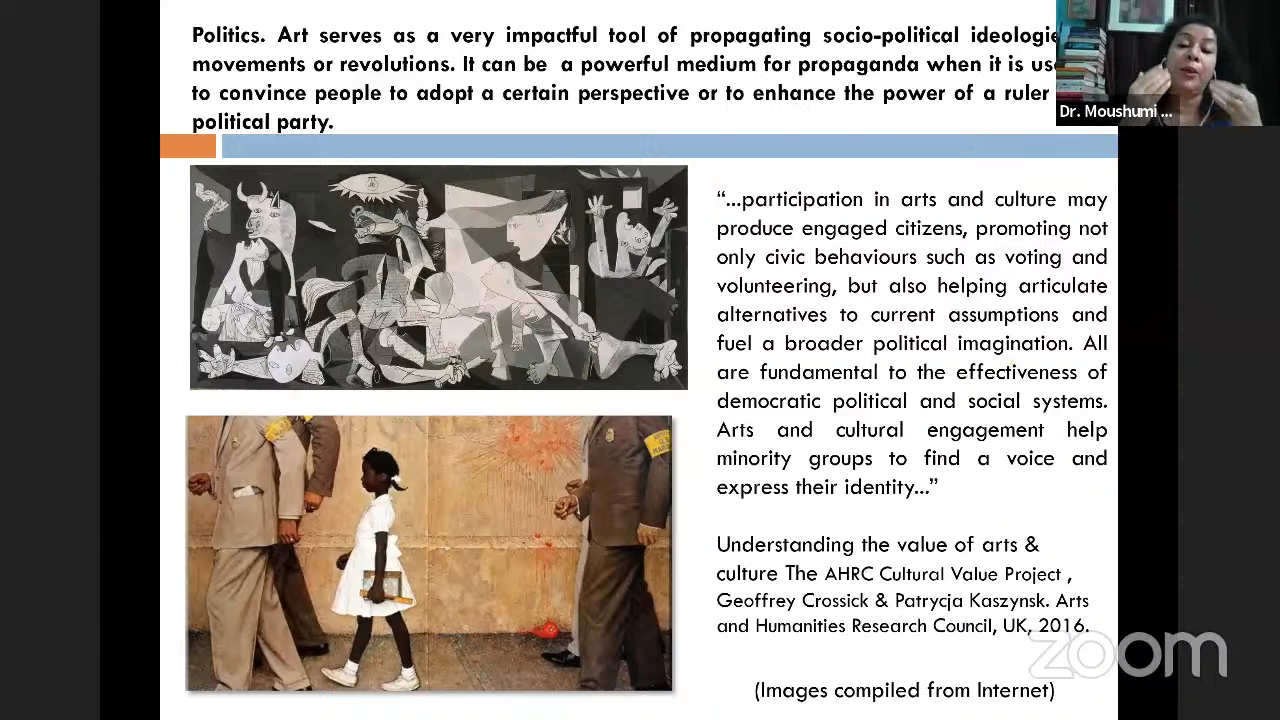 Politics. Art serves as a very impactful tool of propagating socio-political ideologie
movements or revolutions. It can be a powerful medium for propaganda when it is us
to convince people to adopt a certain perspective or to enhance the power of a ruler
political party.
Dr. Moushumi ...
“...participation in arts and culture may
produce engaged citizens, promoting not
only civic behaviours such as voting and
volunteering, but also helping articulate
alternatives to current assumptions and
fuel a broader political imagination. All
are fundamental to the effectiveness of
democratic political and social systems.
Arts and cultural engagement help
minority groups to find a voice and
express their identity...”
Understanding the value of arts &
culture The AHRC Cultural Value Project ,
Geoffrey Crossick & Patrycja Kaszynsk. Arts
and Humanities Research Council, UK, 2016.
zoom
(Images compiled from Internet)